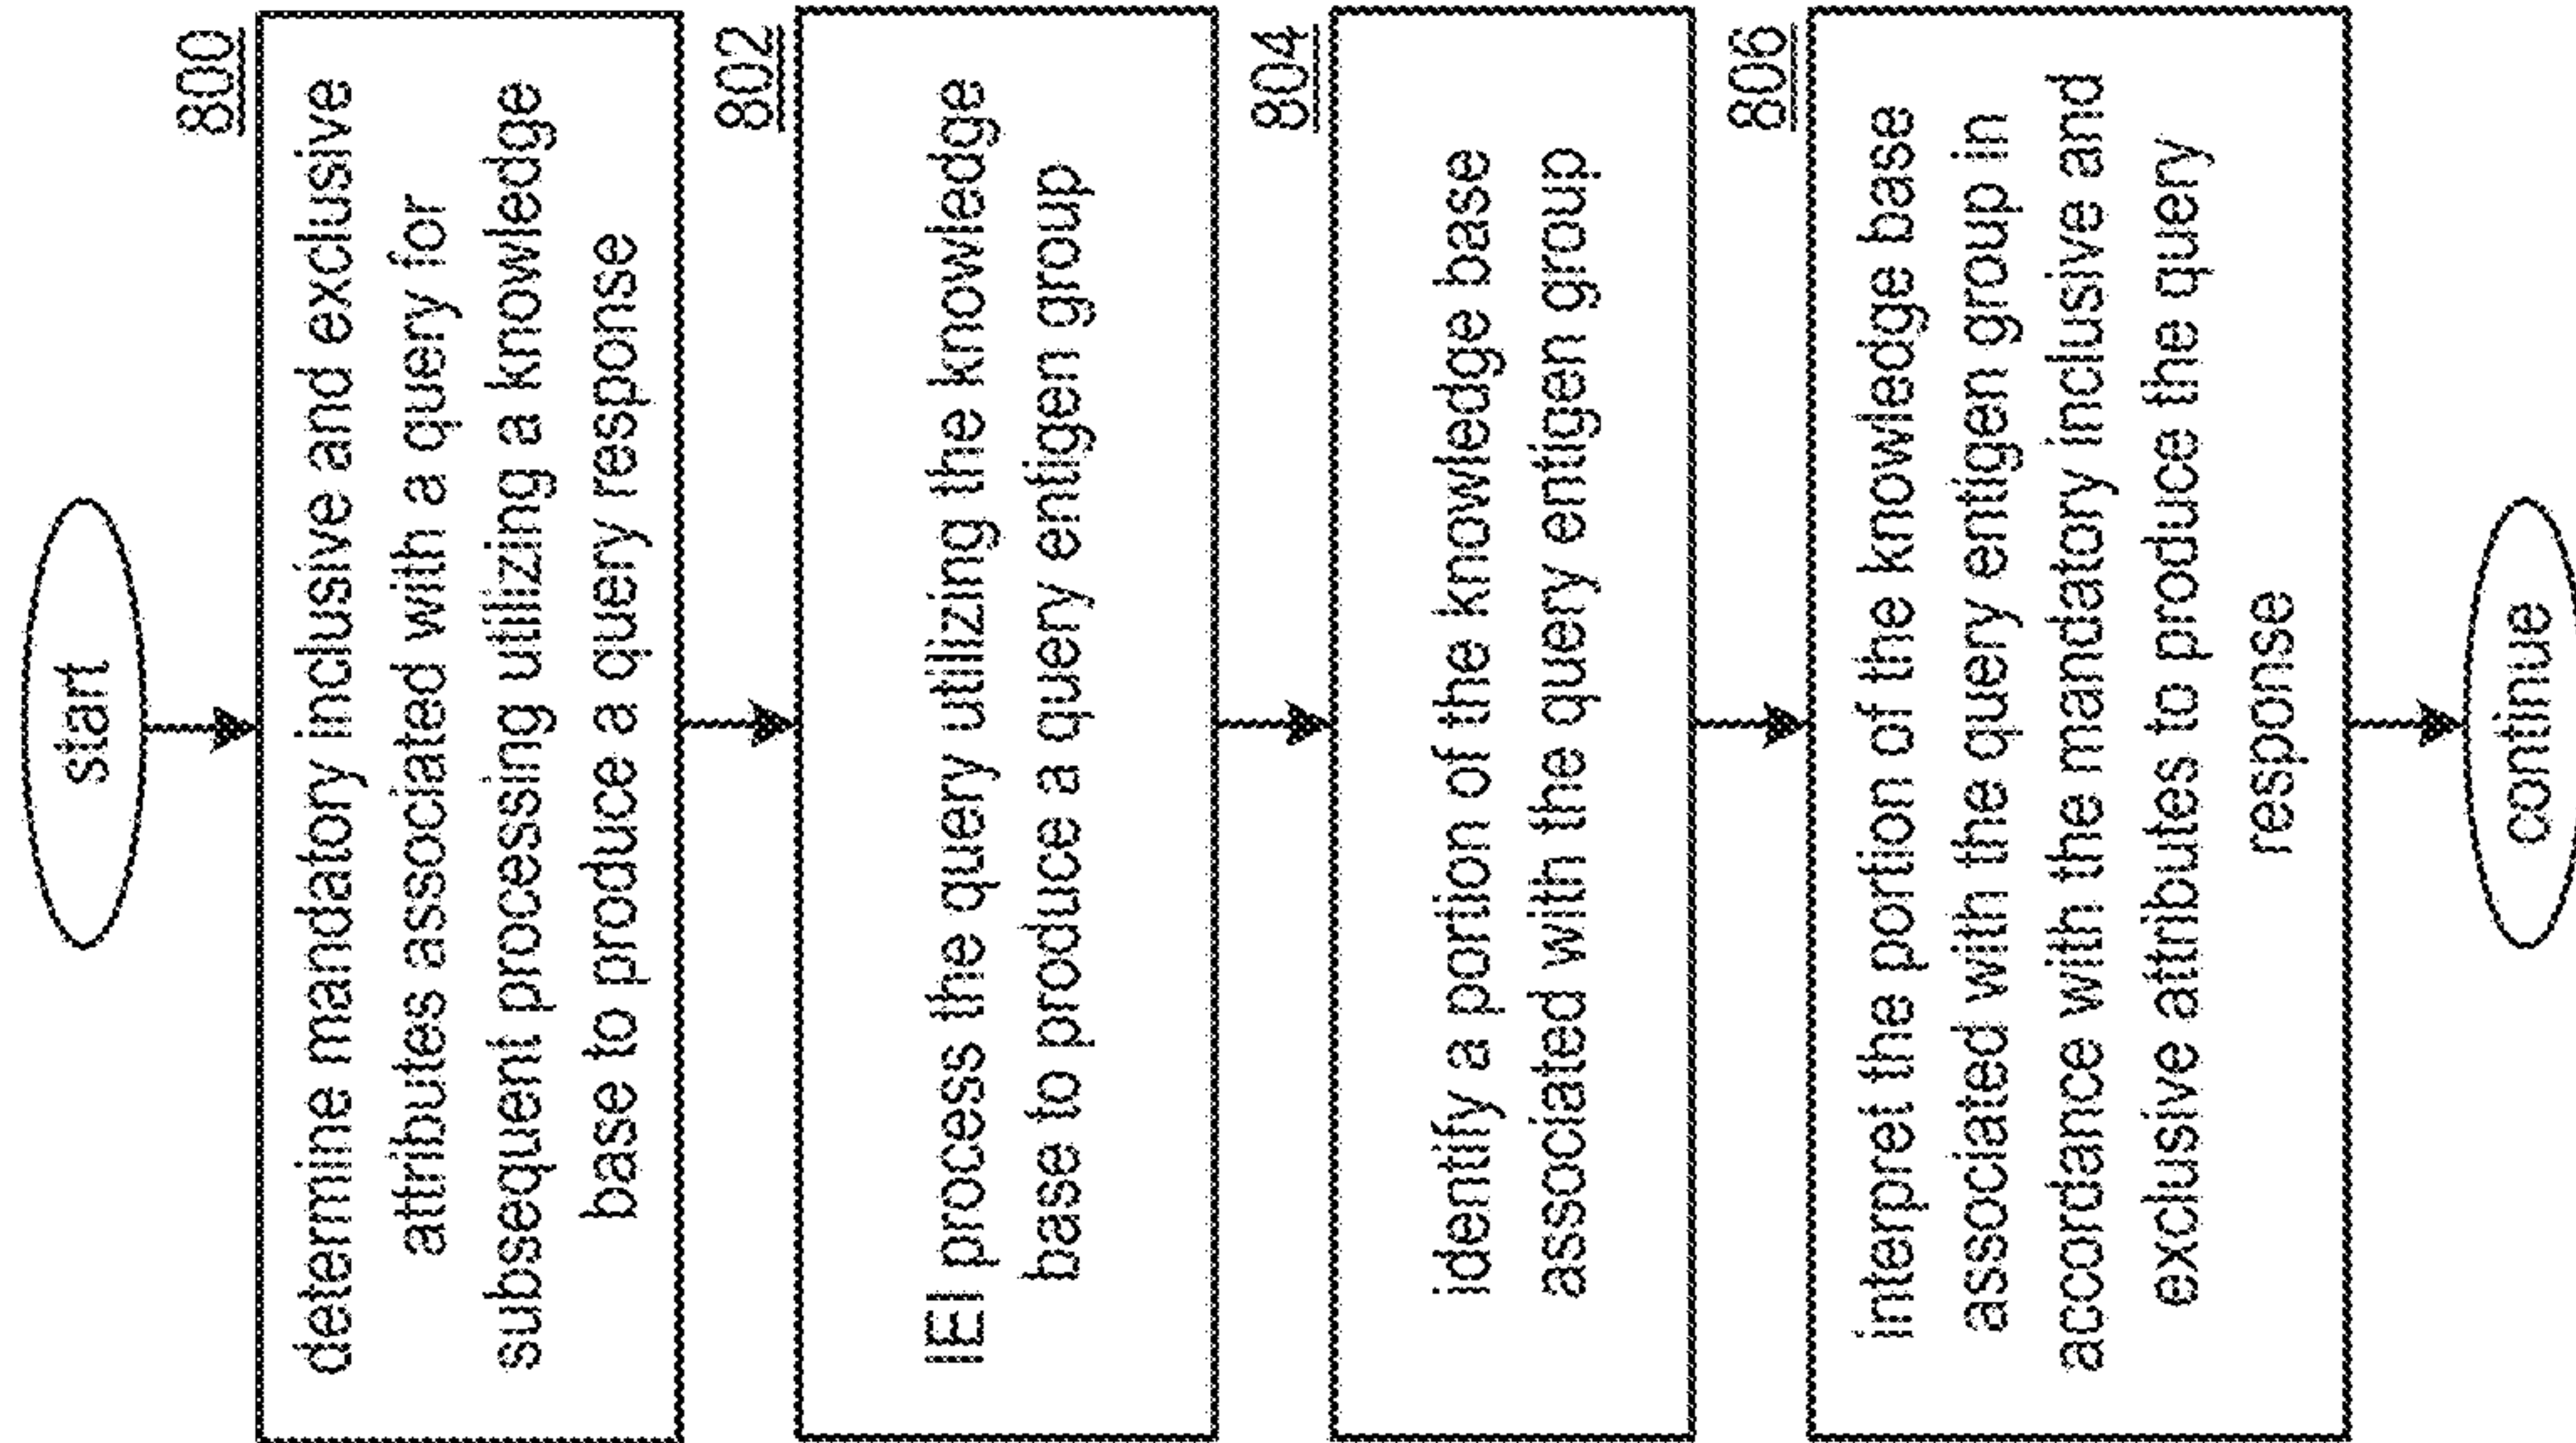 start
800
determine mandatory inclusive and exclusive
attributes associated with a query for
subsequent processing utilizing a knowledge
base to produce a query response
802
IEI process the query utilizing the knowledge
base to produce a query entigen group
804
identify a portion of the knowledge base
associated with the query entigen group
806
interpret the portion of the knowledge base
associated with the query entigen group in
accordance with the mandatory inclusive and
exclusive attributes to produce the query
response
continue